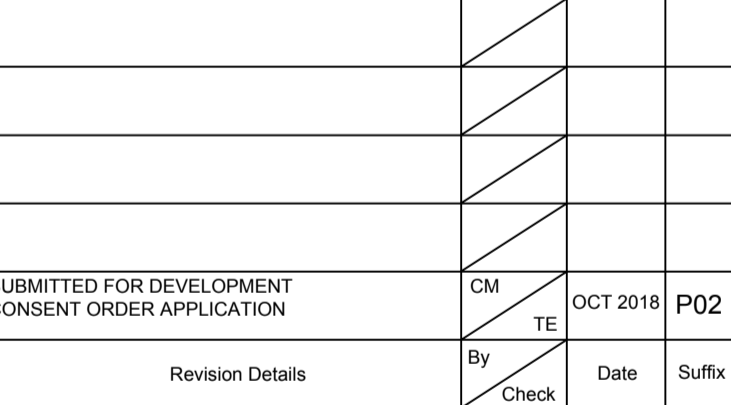 UBMITTED FOR DEVELOPMENT
CONSENT ORDER APPLICATION
CM
TE
OCT 2018
P02
Revision Details
By
Check
Date
Suffix